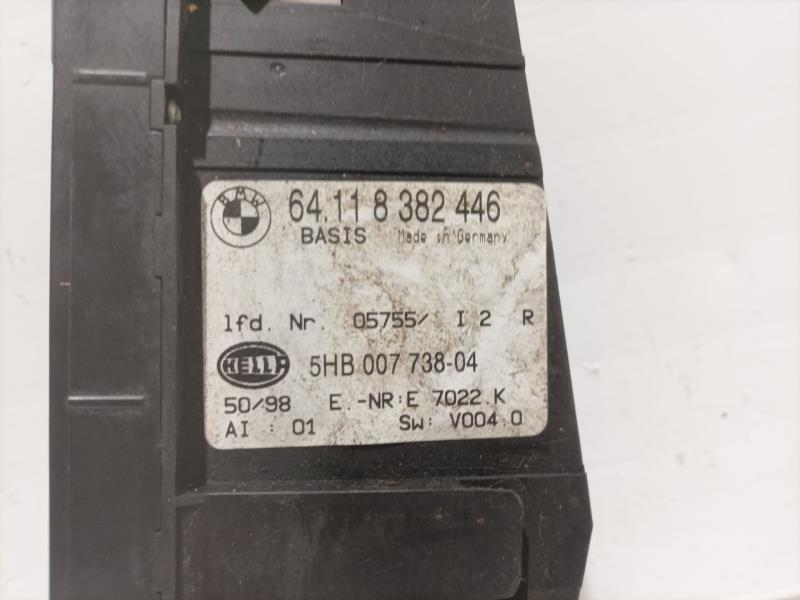 BMW
64.11 8 382 446
BASIS Made in Germany
lfd. Nr. 05755/ I 2 R
HELLA
5HB 007 738-04
50/98 E.-NR:E 7022.K
AI : 01 SW: V004.0